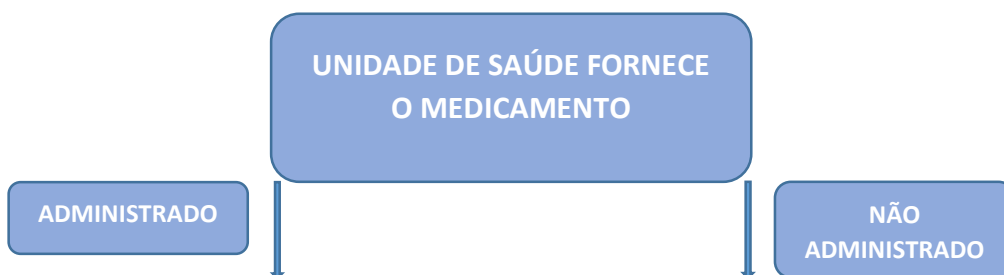 UNIDADE DE SAÚDE FORNECE
O MEDICAMENTO
ADMINISTRADO
NÃO
ADMINISTRADO